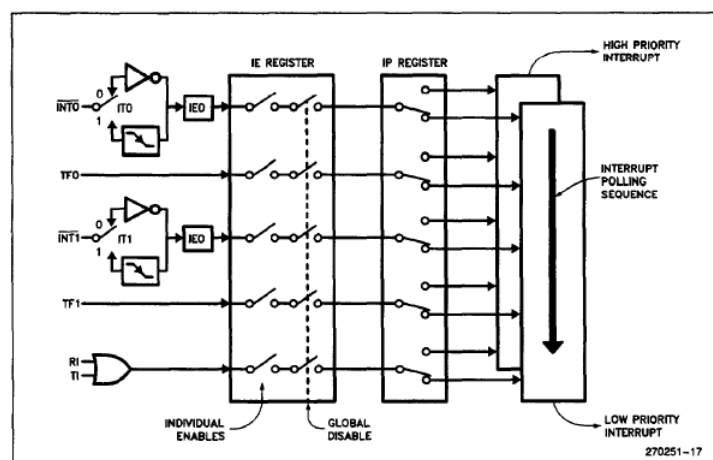 HIGH PRIORITY
INTERRUPT
IE REGISTER
IP REGISTER
0
INT0
IT0
IE0
1
INTERRUPT
POLLING
SEQUENCE
TF0
0
INT1
IT1
IE0
1
TF1
RI
TI
INDIVIDUAL
ENABLES
GLOBAL
DISABLE
LOW PRIORITY
INTERRUPT
270251-17